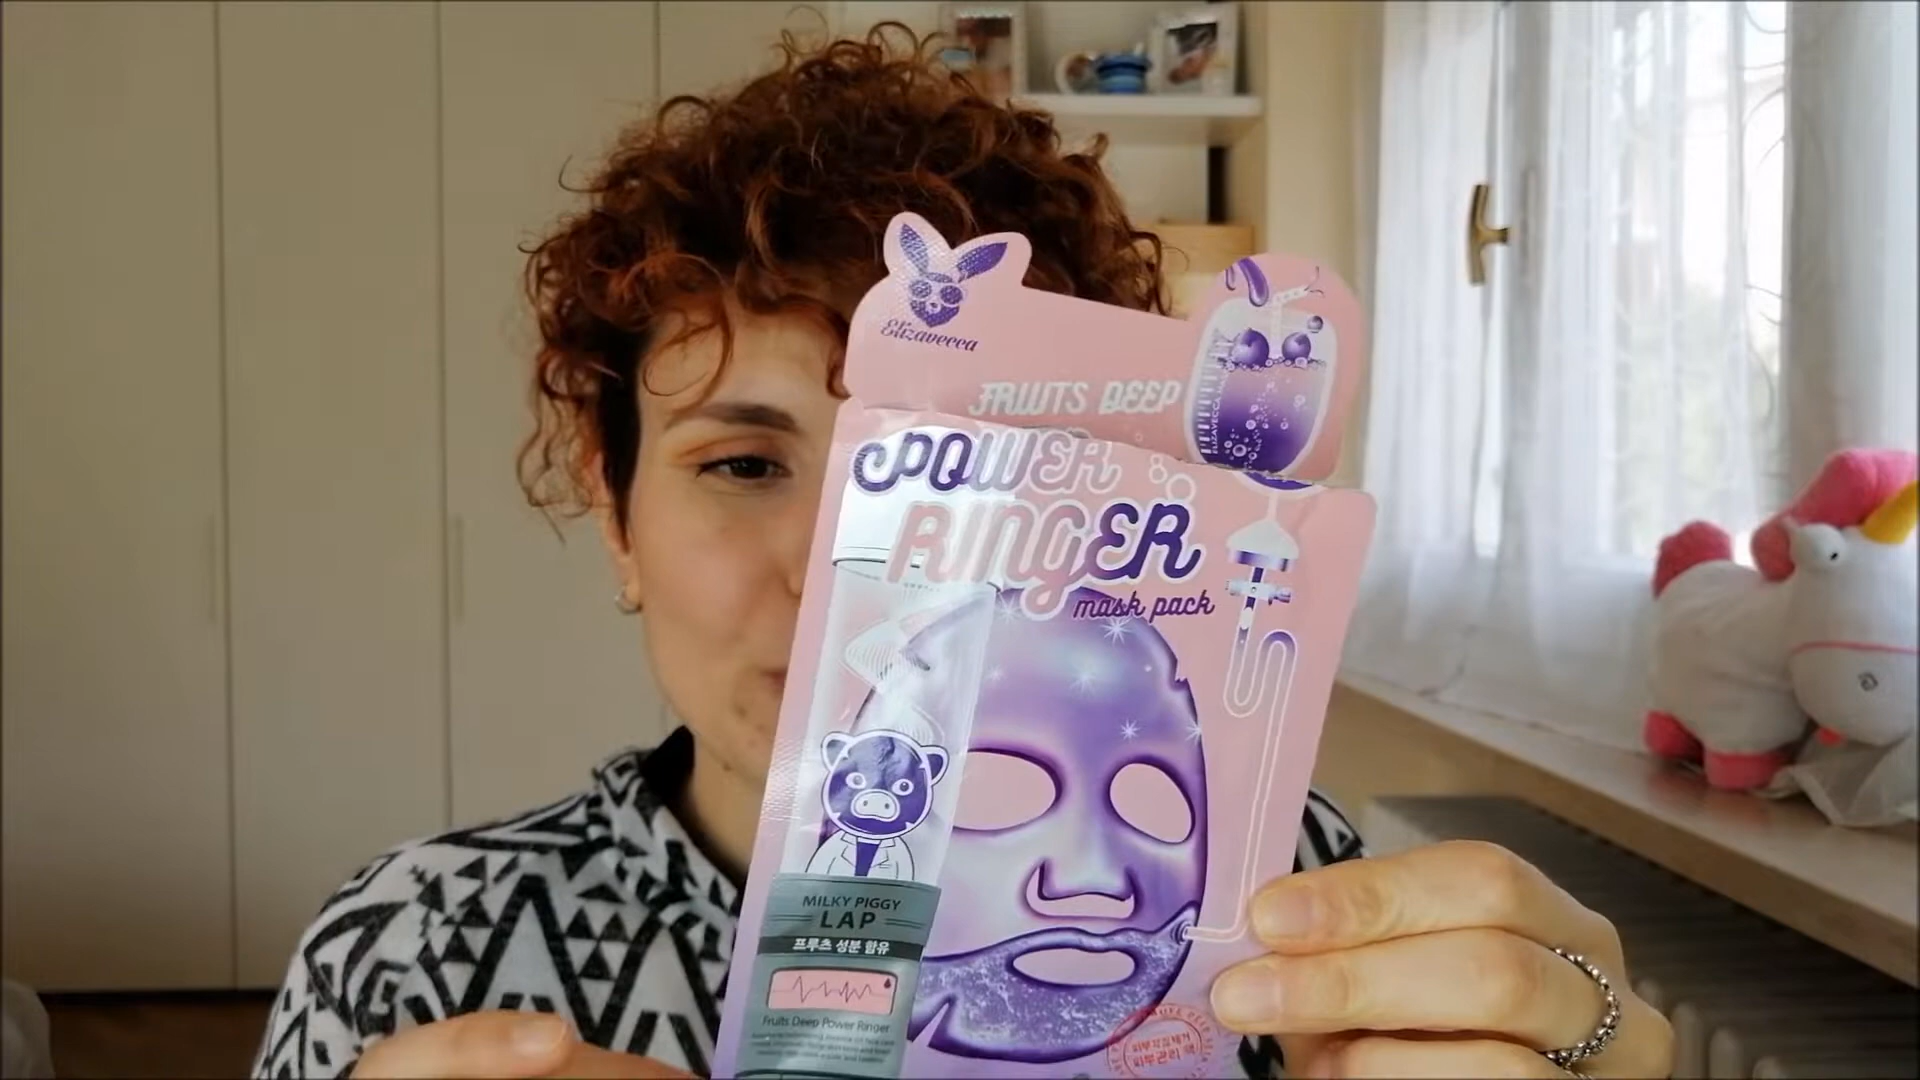 Elizavecca
FRUITS DEEP
POWER
RINGER
mask pack
MILKY PIGGY
LAP
프루츠 성분 함유
Fruits Deep Power Ringer